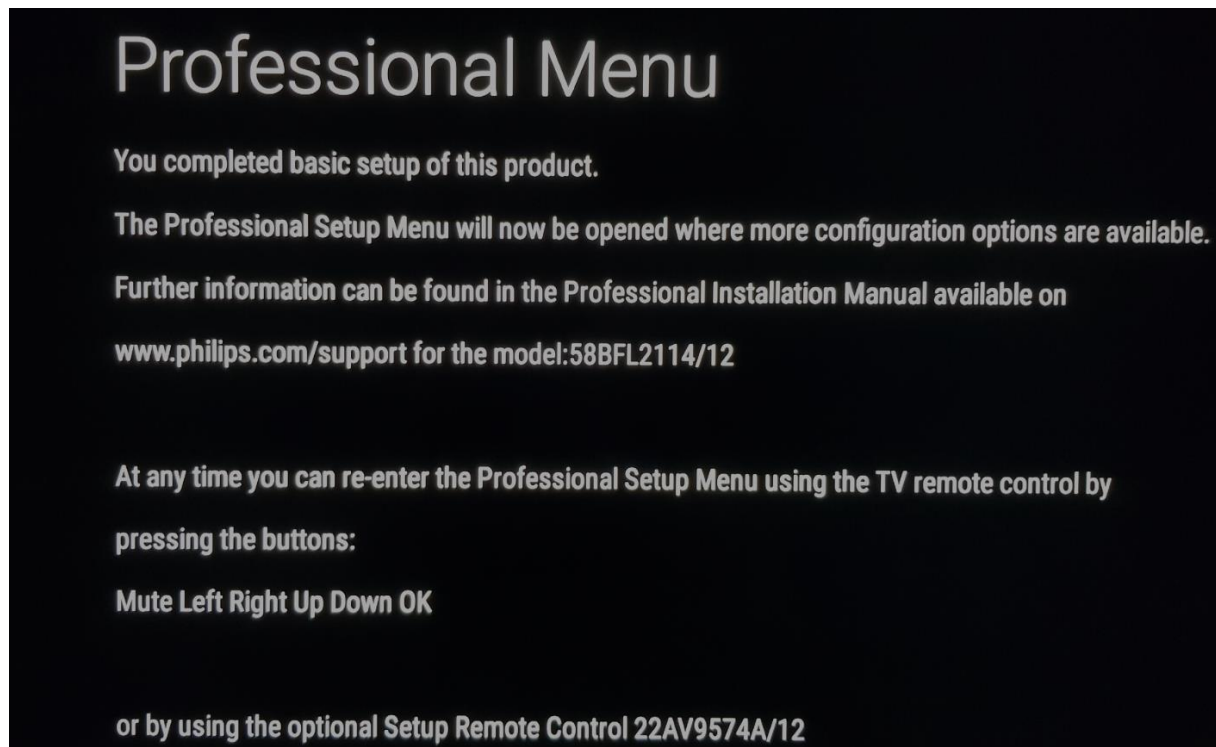 Professional Menu
You completed basic setup of this product.
The Professional Setup Menu will now be opened where more configuration options are available.
Further information can be found in the Professional Installation Manual available on
www.philips.com/support for the model:58BFL2114/12
At any time you can re-enter the Professional Setup Menu using the TV remote control by
pressing the buttons:
Mute Left Right Up Down OK
or by using the optional Setup Remote Control 22AV9574A/12